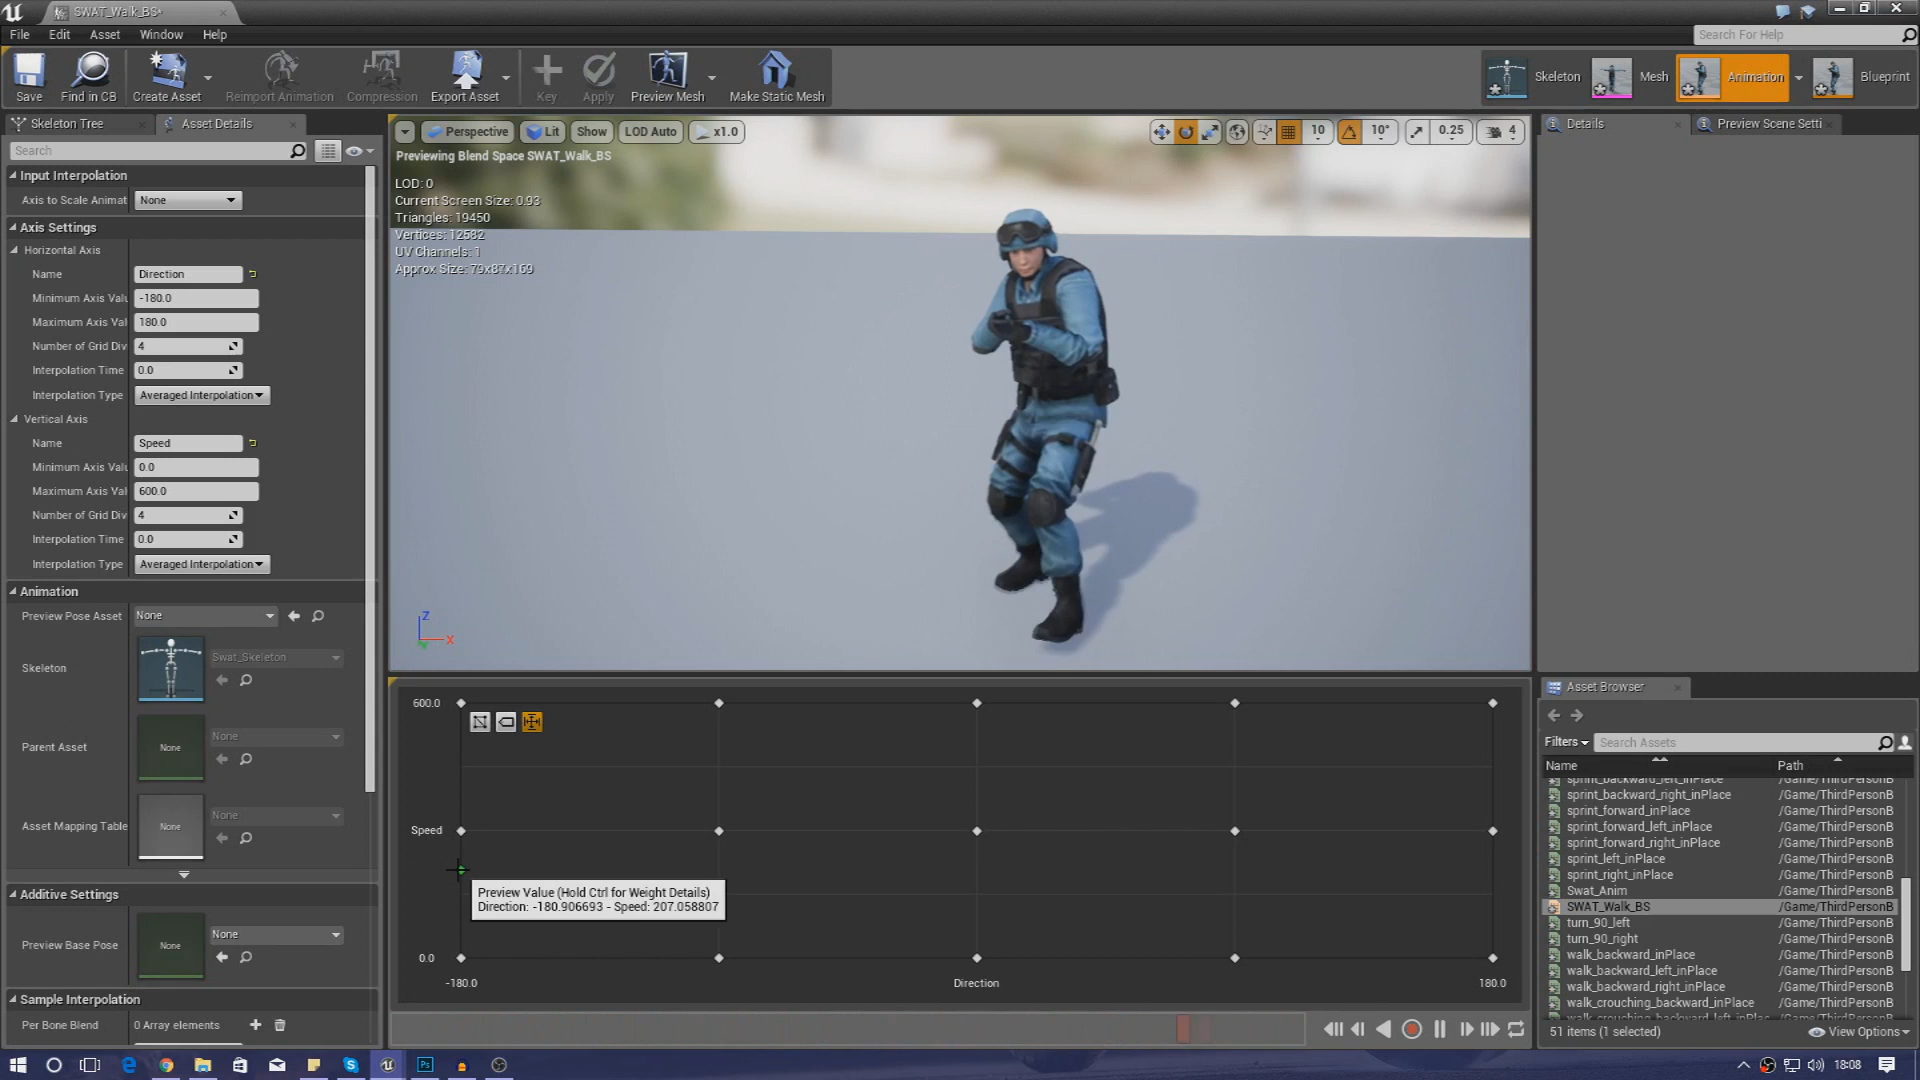 SWAT_Walk_BS*
File Edit Asset Window Help
Search For Help
Save
Find in CB
Create Asset
Reimport Animation
Compression
Export Asset
Key
Apply
Preview Mesh
Make Static Mesh
Skeleton
Mesh
Animation
Blueprint
Skeleton Tree
Asset Details
Search
Input Interpolation
Axis to Scale Animat None
Axis Settings
Horizontal Axis
Name Direction
Minimum Axis Valu -180.0
Maximum Axis Val 180.0
Number of Grid Div 4
Interpolation Time 0.0
Interpolation Type Averaged Interpolation
Vertical Axis
Name Speed
Minimum Axis Valu 0.0
Maximum Axis Val 600.0
Number of Grid Div 4
Interpolation Time 0.0
Interpolation Type Averaged Interpolation
Animation
Preview Pose Asset None
Skeleton Swat_Skeleton
Parent Asset None None
Asset Mapping Table None None
Additive Settings
Preview Base Pose None None
Sample Interpolation
Per Bone Blend 0 Array elements
Perspective Lit Show LOD Auto x1.0
10 10° 0.25 4
Previewing Blend Space SWAT_Walk_BS
LOD: 0
Current Screen Size: 0.93
Triangles: 19450
Vertices: 12582
UV Channels: 1
Approx Size: 79x87x169
Z
X
600.0
Speed
0.0
-180.0 Direction 180.0
Preview Value (Hold Ctrl for Weight Details)
Direction: -180.906693 - Speed: 207.058807
Details
Preview Scene Setti
Asset Browser
Filters Search Assets
Name Path
sprint_backward_left_inPlace /Game/ThirdPersonB
sprint_backward_right_inPlace /Game/ThirdPersonB
sprint_forward_inPlace /Game/ThirdPersonB
sprint_forward_left_inPlace /Game/ThirdPersonB
sprint_forward_right_inPlace /Game/ThirdPersonB
sprint_left_inPlace /Game/ThirdPersonB
sprint_right_inPlace /Game/ThirdPersonB
Swat_Anim /Game/ThirdPersonB
SWAT_Walk_BS /Game/ThirdPersonB
turn_90_left /Game/ThirdPersonB
turn_90_right /Game/ThirdPersonB
walk_backward_inPlace /Game/ThirdPersonB
walk_backward_left_inPlace /Game/ThirdPersonB
walk_backward_right_inPlace /Game/ThirdPersonB
walk_crouching_backward_inPlace /Game/ThirdPersonB
walk_crouching_backward_left_inPlac /Game/ThirdPersonB
51 items (1 selected) View Options
18:08